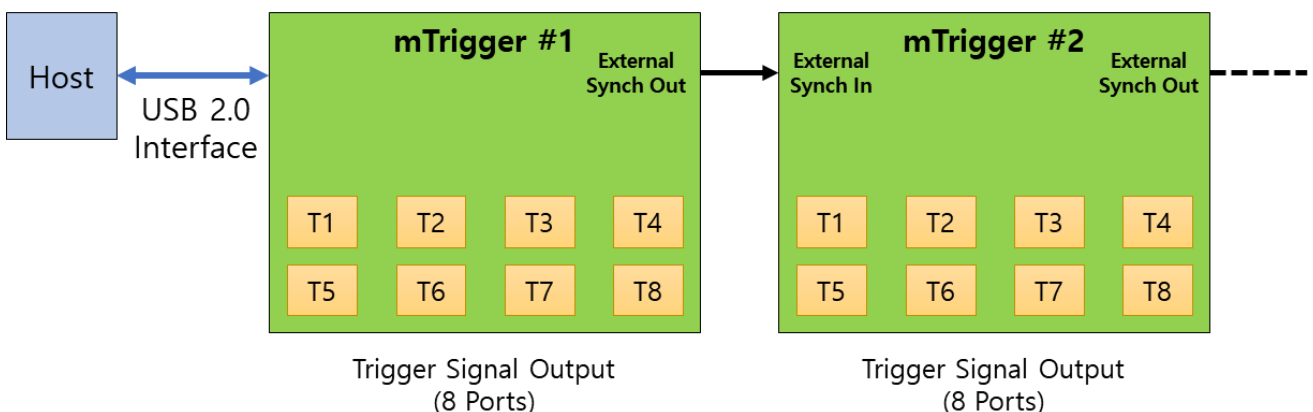 Host
USB 2.0
Interface
mTrigger #1
External
Synch Out
T1 T2 T3 T4
T5 T6 T7 T8
Trigger Signal Output
(8 Ports)
mTrigger #2
External
Synch In
External
Synch Out
T1 T2 T3 T4
T5 T6 T7 T8
Trigger Signal Output
(8 Ports)